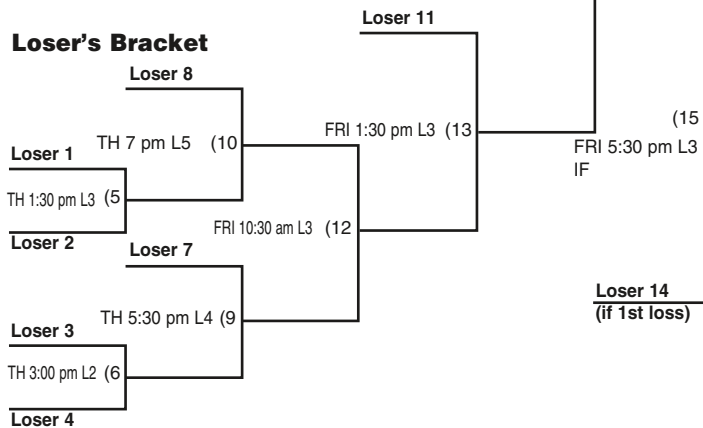 Loser's Bracket
Loser 11
Loser 8
TH 7 pm L5 (10
FRI 1:30 pm L3 (13
(15
FRI 5:30 pm L3
IF
Loser 1
TH 1:30 pm L3 (5
Loser 2
FRI 10:30 am L3 (12
Loser 7
TH 5:30 pm L4 (9
Loser 14
(if 1st loss)
Loser 3
TH 3:00 pm L2 (6
Loser 4